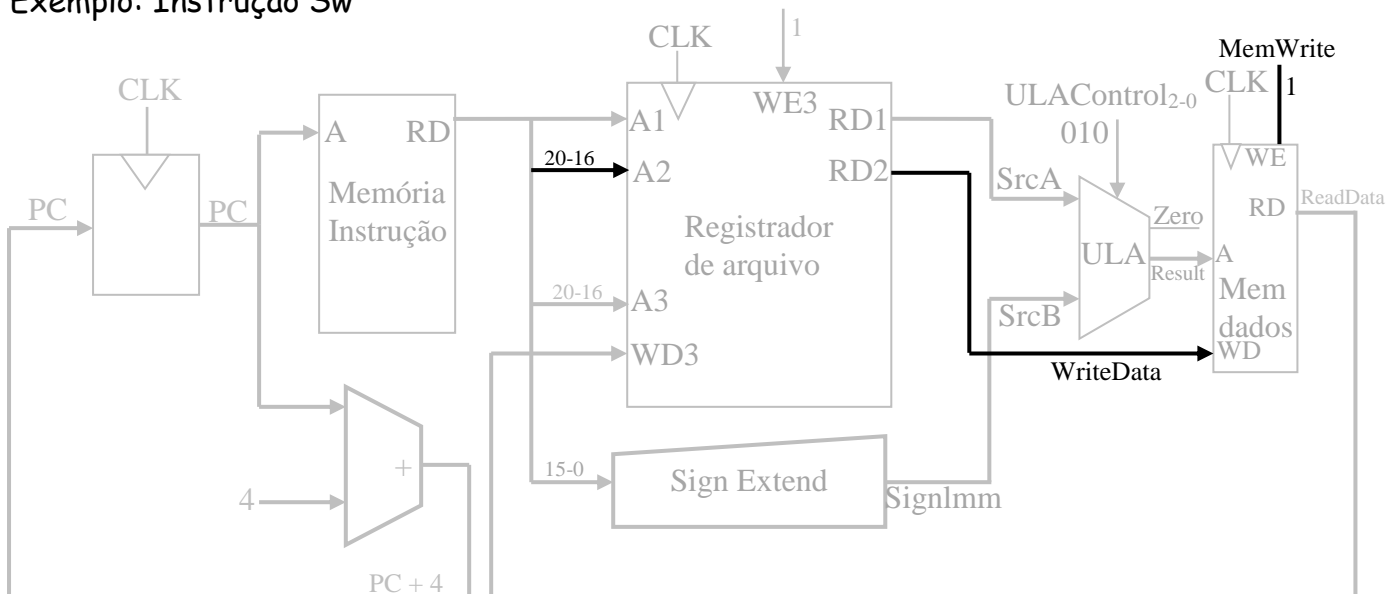 Exemplo: Instrução Sw
CLK
1
MemWrite
CLK
WE3
ULAControl2-0
CLK
1
A
RD
A1
RD1
010
WE
20-16
A2
RD2
SrcA
Memória
Instrução
RD
ReadData
PC
PC
Zero
Registrador
de arquivo
ULA
Result
A
20-16
A3
SrcB
Mem
dados
WD3
WD
WriteData
+
15-0
Sign Extend
SignImm
4
PC + 4